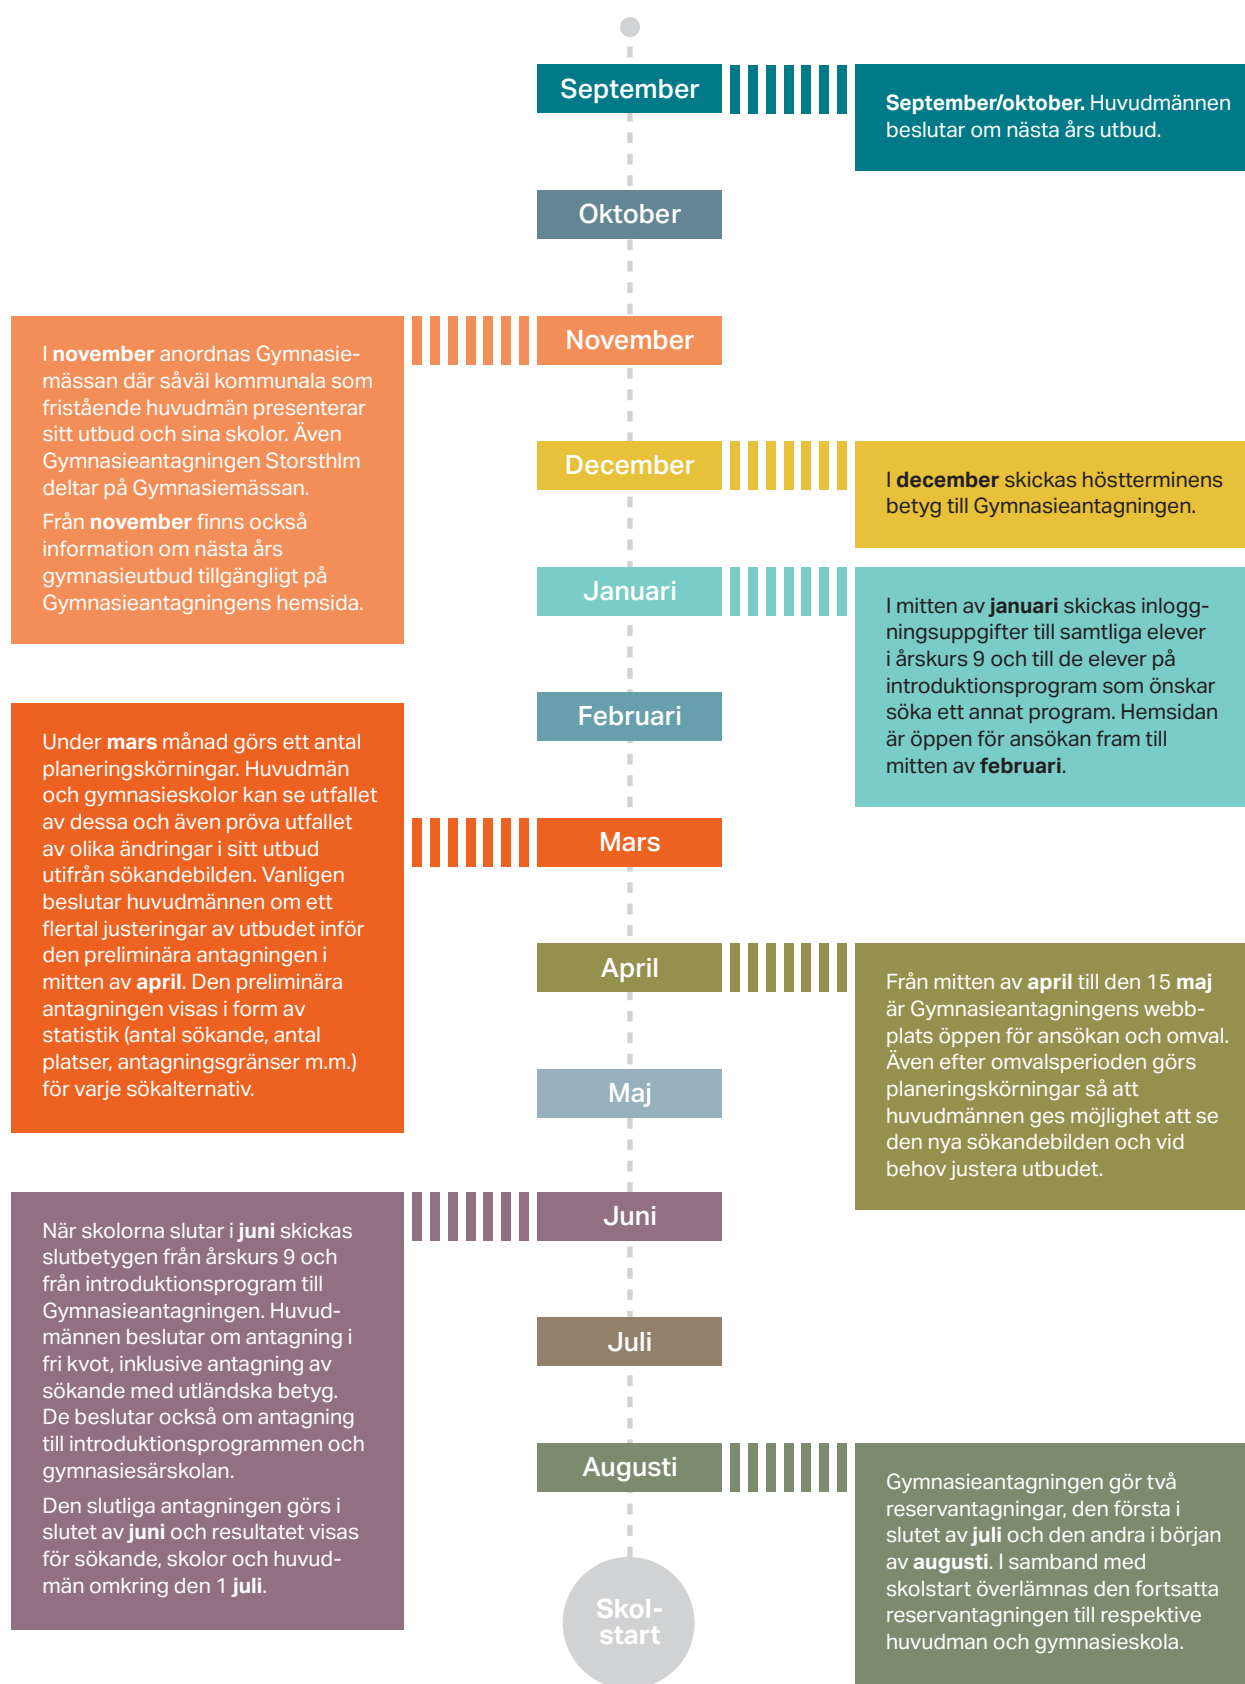 September
September/oktober. Huvudmännen
beslutar om nästa års utbud.
Oktober
November
I november anordnas Gymnasie-
mässan där såväl kommunala som
fristående huvudmän presenterar
sitt utbud och sina skolor. Även
Gymnasieantagningen Storsthlm
deltar på Gymnasiemässan.
Från november finns också
information om nästa års
gymnasieutbud tillgängligt på
Gymnasieantagningens hemsida.
December
I december skickas höstterminens
betyg till Gymnasieantagningen.
Januari
I mitten av januari skickas inlogg-
ningsuppgifter till samtliga elever
i årskurs 9 och till de elever på
introduktionsprogram som önskar
söka ett annat program. Hemsidan
är öppen för ansökan fram till
mitten av februari.
Februari
Mars
Under mars månad görs ett antal
planeringskörningar. Huvudmän
och gymnasieskolor kan se utfallet
av dessa och även pröva utfallet
av olika ändringar i sitt utbud
utifrån sökandebilden. Vanligen
beslutar huvudmännen om ett
flertal justeringar av utbudet inför
den preliminära antagningen i
mitten av april. Den preliminära
antagningen visas i form av
statistik (antal sökande, antal
platser, antagningsgränser m.m.)
för varje sökalternativ.
April
Från mitten av april till den 15 maj
är Gymnasieantagningens webb-
plats öppen för ansökan och omval.
Även efter omvalsperioden görs
planeringskörningar så att
huvudmännen ges möjlighet att se
den nya sökandebilden och vid
behov justera utbudet.
Maj
Juni
När skolorna slutar i juni skickas
slutbetygen från årskurs 9 och
från introduktionsprogram till
Gymnasieantagningen. Huvud-
männen beslutar om antagning i
fri kvot, inklusive antagning av
sökande med utländska betyg.
De beslutar också om antagning
till introduktionsprogrammen och
gymnasiesärskolan.
Den slutliga antagningen görs i
slutet av juni och resultatet visas
för sökande, skolor och huvud-
män omkring den 1 juli.
Juli
Augusti
Gymnasieantagningen gör två
reservantagningar, den första i
slutet av juli och den andra i början
av augusti. I samband med
skolstart överlämnas den fortsatta
reservantagningen till respektive
huvudman och gymnasieskola.
Skol-
start